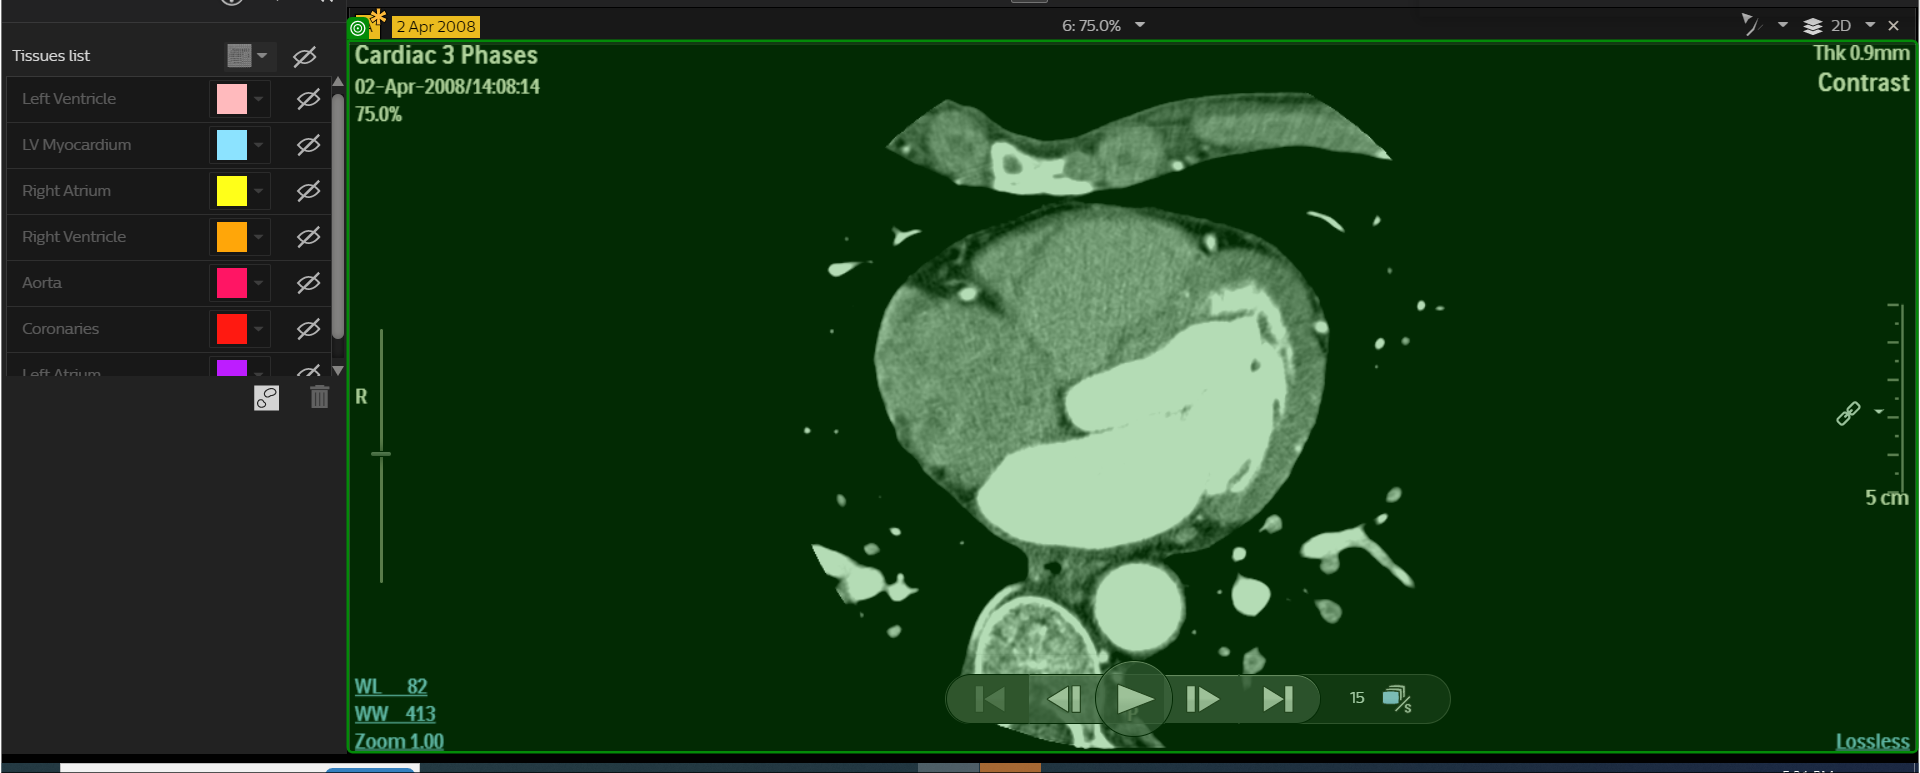 2 Apr 2008
6: 75.0%
2D
Tissues list
Left Ventricle
LV Myocardium
Right Atrium
Right Ventricle
Aorta
Coronaries
Left Atrium
Cardiac 3 Phases
02-Apr-2008/14:08:14
75.0%
Thk 0.9mm
Contrast
R
5 cm
WL 82
WW 413
Zoom 1.00
15
/s
Lossless